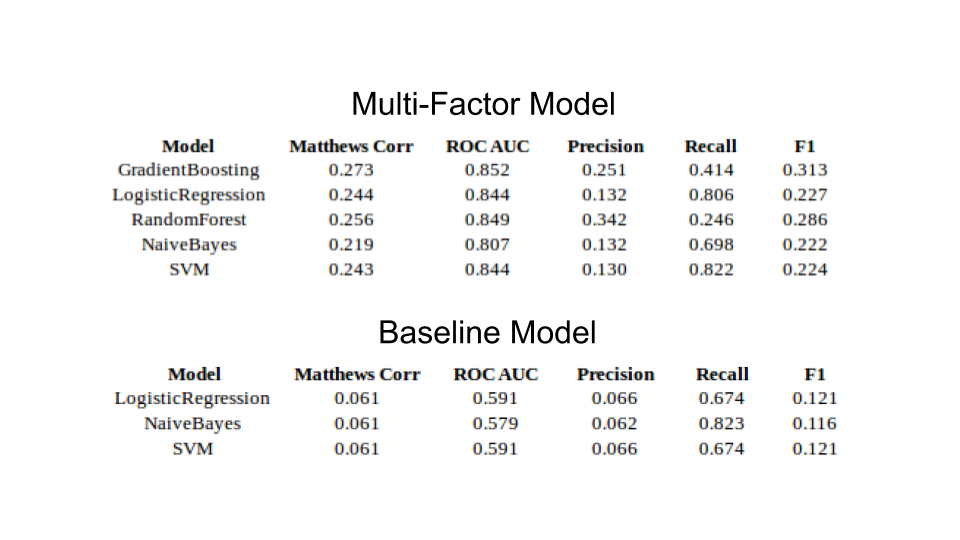 Multi-Factor Model
Model Matthews Corr ROC AUC Precision Recall F1
GradientBoosting 0.273 0.852 0.251 0.414 0.313
LogisticRegression 0.244 0.844 0.132 0.806 0.227
RandomForest 0.256 0.849 0.342 0.246 0.286
NaiveBayes 0.219 0.807 0.132 0.698 0.222
SVM 0.243 0.844 0.130 0.822 0.224
Baseline Model
Model Matthews Corr ROC AUC Precision Recall F1
LogisticRegression 0.061 0.591 0.066 0.674 0.121
NaiveBayes 0.061 0.579 0.062 0.823 0.116
SVM 0.061 0.591 0.066 0.674 0.121